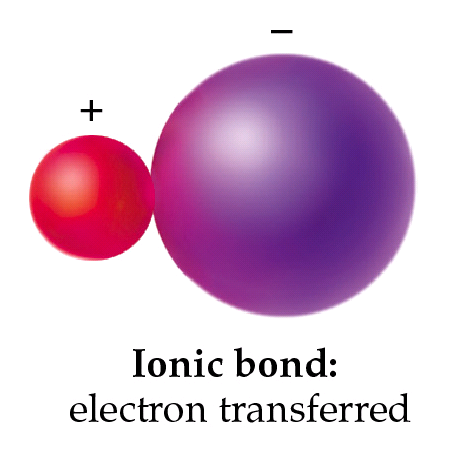 −
+
Ionic bond:
electron transferred